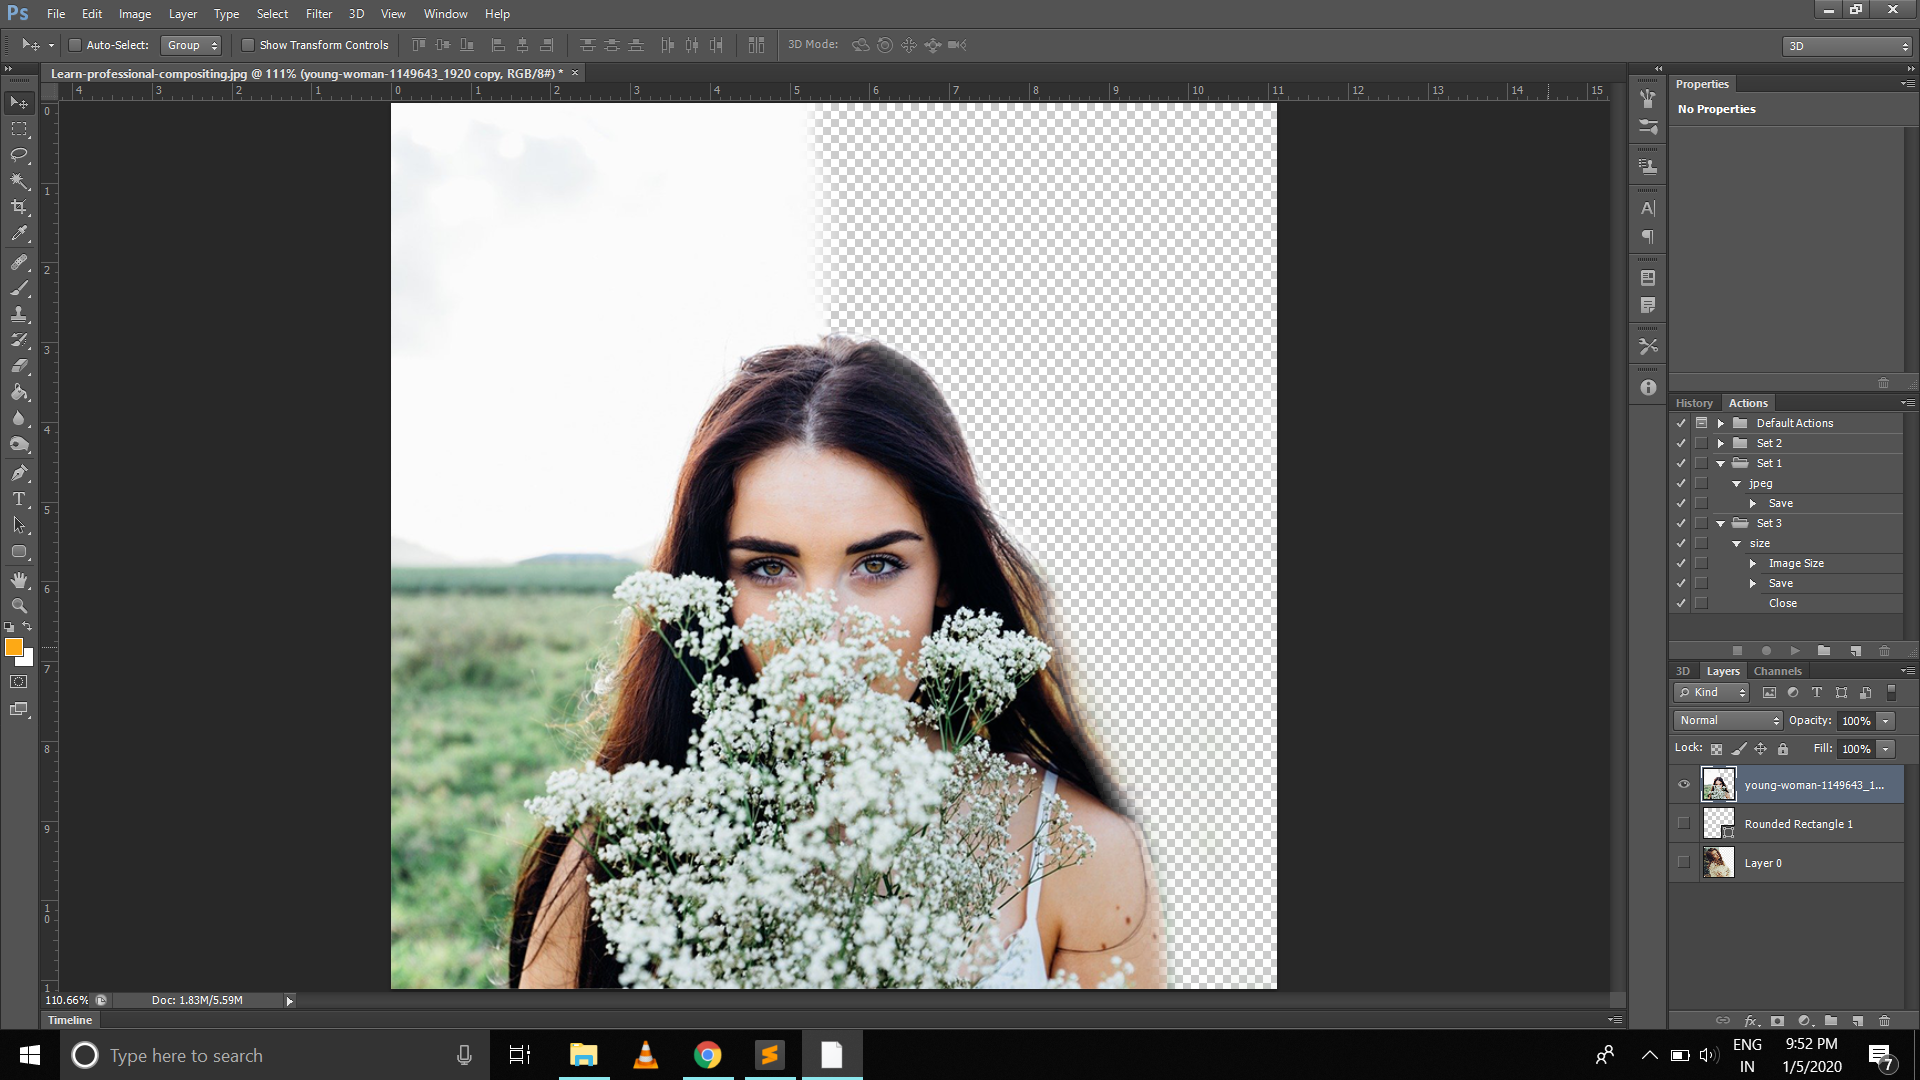 Ps File Edit Image Layer Type Select Filter 3D View Window Help
Auto-Select: Group Show Transform Controls 3D Mode: 3D
Learn-professional-compositing.jpg @ 111% (young-woman-1149643_1920 copy, RGB/8#) * ×
4 3 2 1 0 1 2 3 4 5 6 7 8 9 10 11 12 13 14 15
0
1
2
3
4
5
6
7
8
9
1
0
1
Properties
No Properties
History Actions
Default Actions
Set 2
Set 1
jpeg
Save
Set 3
size
Image Size
Save
Close
3D Layers Channels
Kind
Normal Opacity: 100%
Lock: Fill: 100%
young-woman-1149643_1...
Rounded Rectangle 1
Layer 0
110.66% Doc: 1.83M/5.59M
Timeline
Type here to search
ENG
IN
9:52 PM
1/5/2020
7